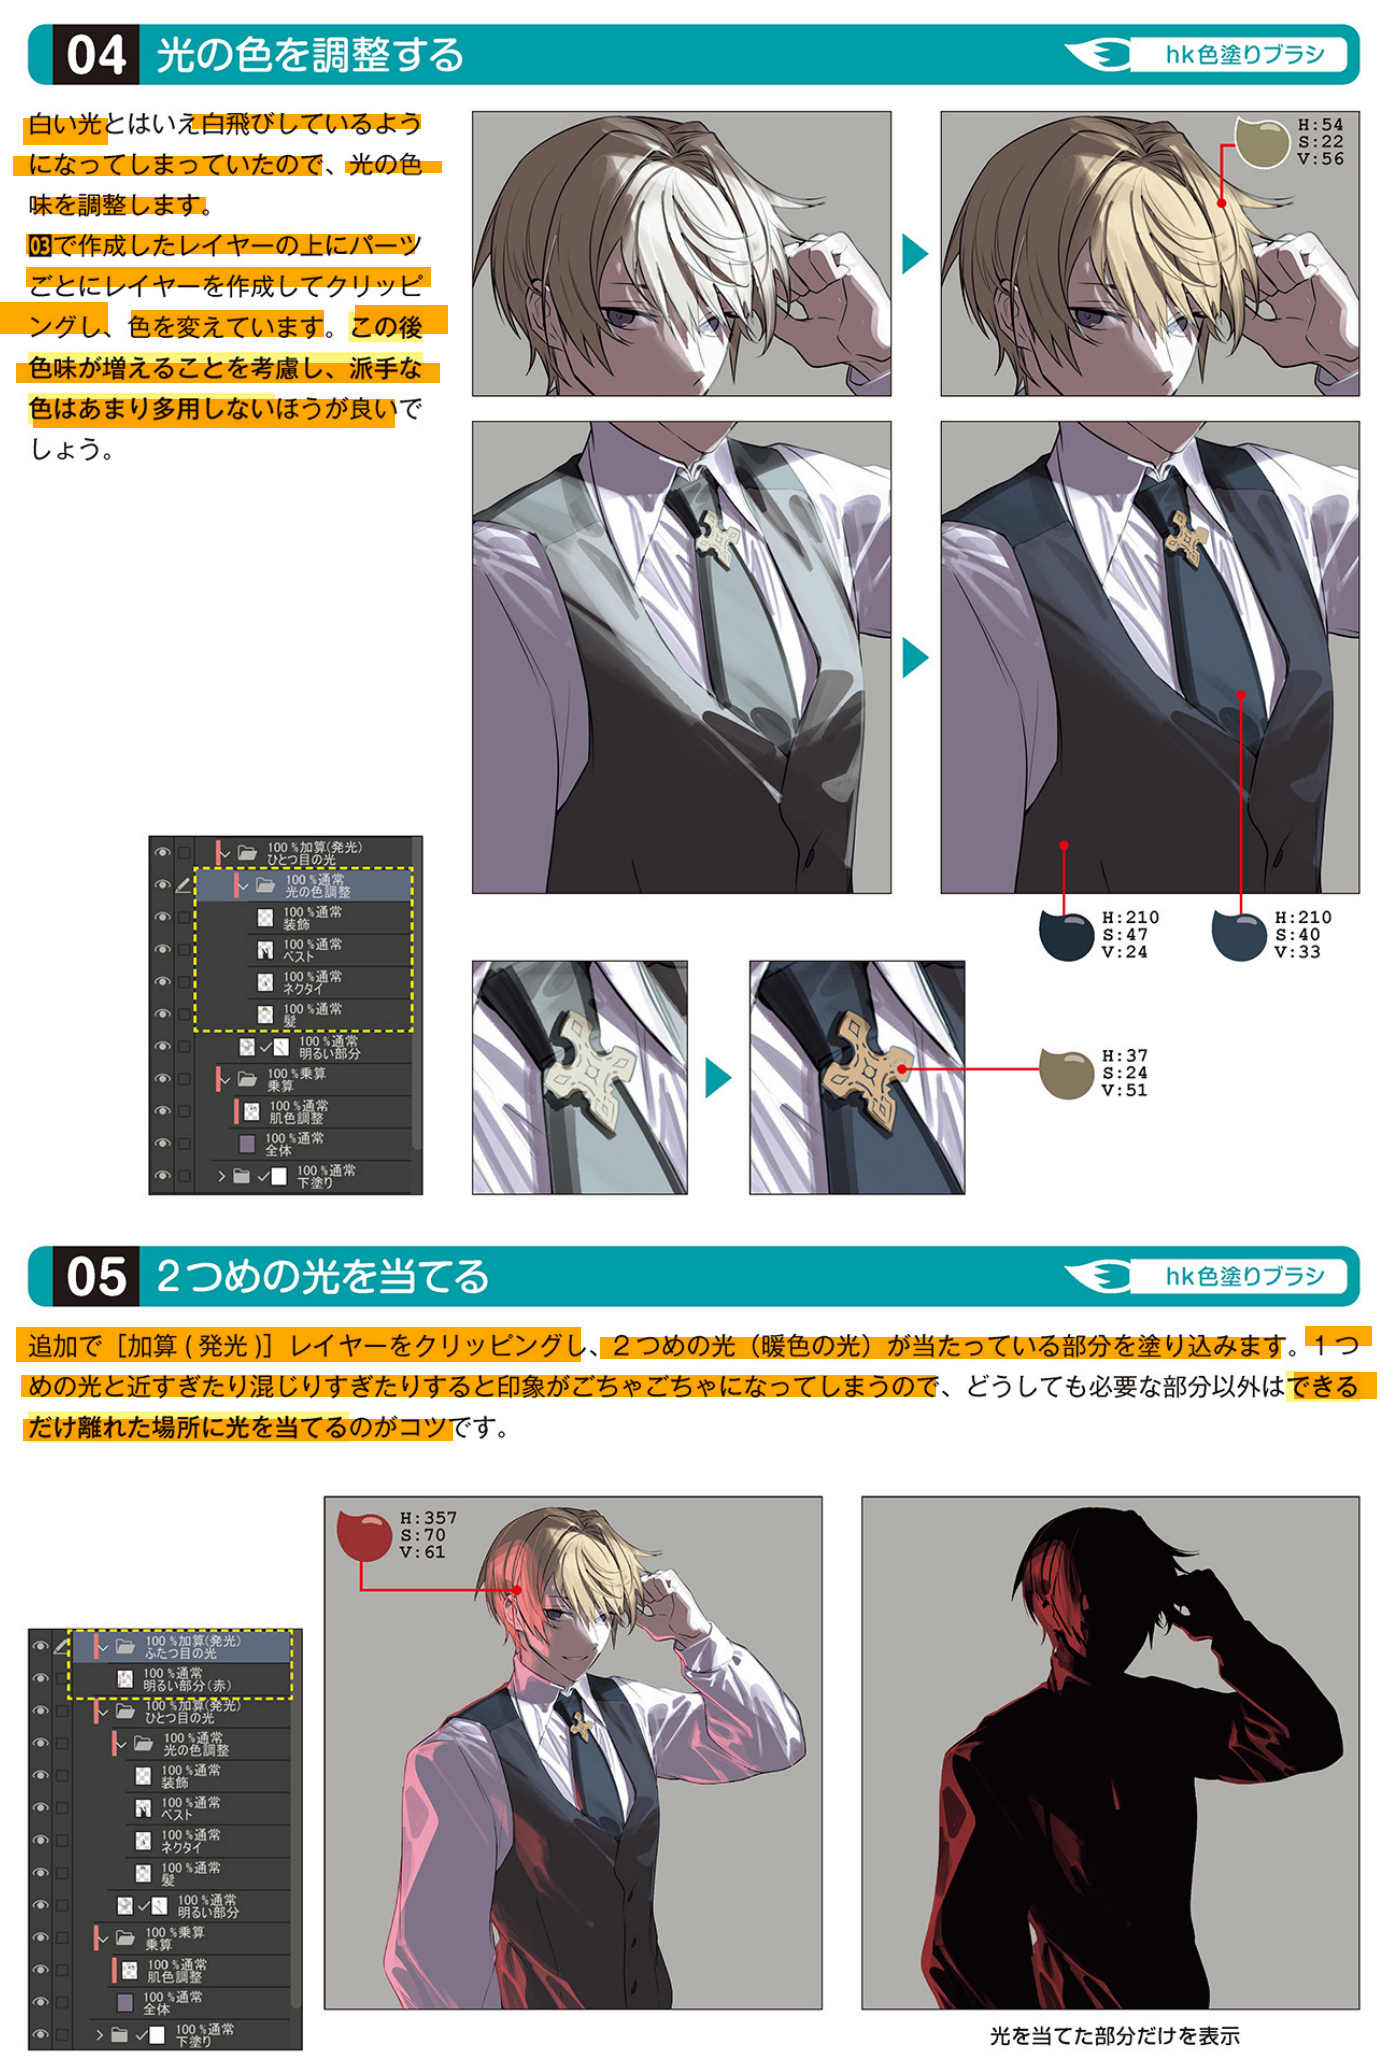 04 光の色を調整する
hk色塗りブラシ
白い光とはいえ白飛びしているよう
になってしまっていたので、光の色
味を調整します。
03で作成したレイヤーの上にパーツ
ごとにレイヤーを作成してクリッピ
ングし、色を変えています。この後
色味が増えることを考慮し、派手な
色はあまり多用しないほうが良いで
しょう。
H:54
S:22
V:56
H:210
S:47
V:24
H:210
S:40
V:33
H:37
S:24
V:51
100 %加算(発光)
ひとつ目の光
100 %通常
光の色調整
100 %通常
装飾
100 %通常
ベスト
100 %通常
ネクタイ
100 %通常
髪
100 %通常
明るい部分
100 %乗算
乗算
100 %通常
肌色調整
100 %通常
全体
100 %通常
下塗り
05 2つめの光を当てる
hk色塗りブラシ
追加で［加算(発光)］レイヤーをクリッピングし、2つめの光（暖色の光）が当たっている部分を塗り込みます。1つ
めの光と近すぎたり混じりすぎたりすると印象がごちゃごちゃになってしまうので、どうしても必要な部分以外はできる
だけ離れた場所に光を当てるのがコツです。
H:357
S:70
V:61
100 %加算(発光)
ふたつ目の光
100 %通常
明るい部分(赤)
100 %加算(発光)
ひとつ目の光
100 %通常
光の色調整
100 %通常
装飾
100 %通常
ベスト
100 %通常
ネクタイ
100 %通常
髪
100 %通常
明るい部分
100 %乗算
乗算
100 %通常
肌色調整
100 %通常
全体
100 %通常
下塗り
光を当てた部分だけを表示